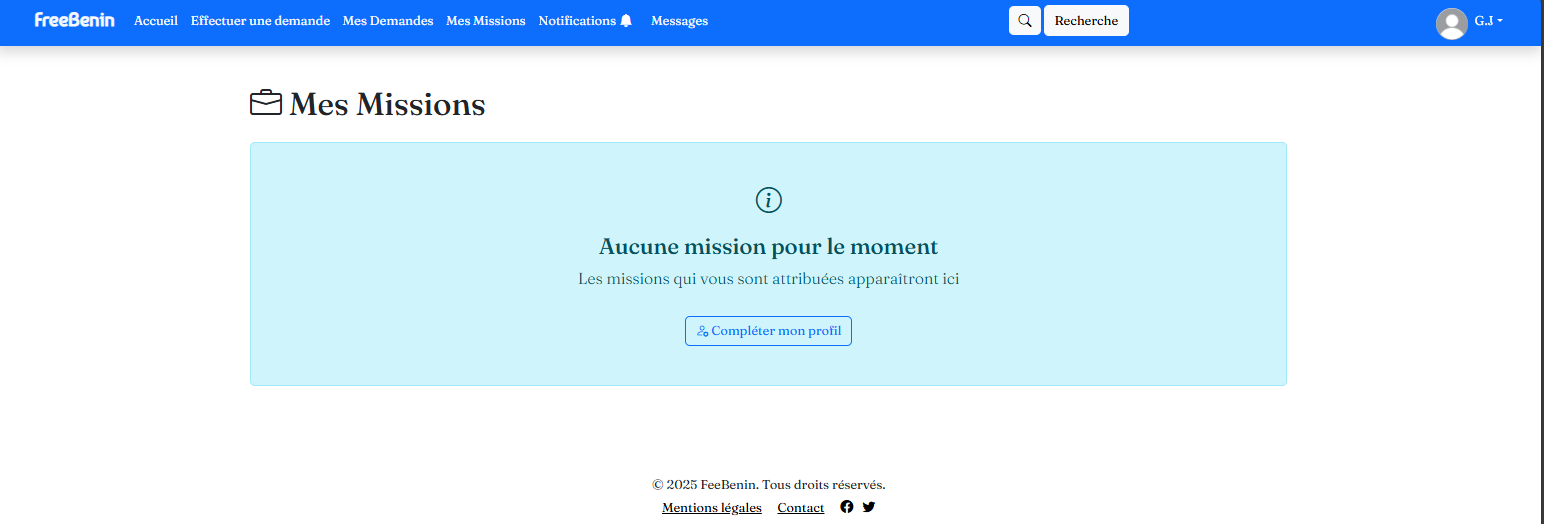 FreeBenin Accueil Effectuer une demande Mes Demandes Mes Missions Notifications Messages Recherche G.J
Mes Missions
Aucune mission pour le moment
Les missions qui vous sont attribuées apparaîtront ici
Compléter mon profil
© 2025 FeeBenin. Tous droits réservés.
Mentions légales Contact